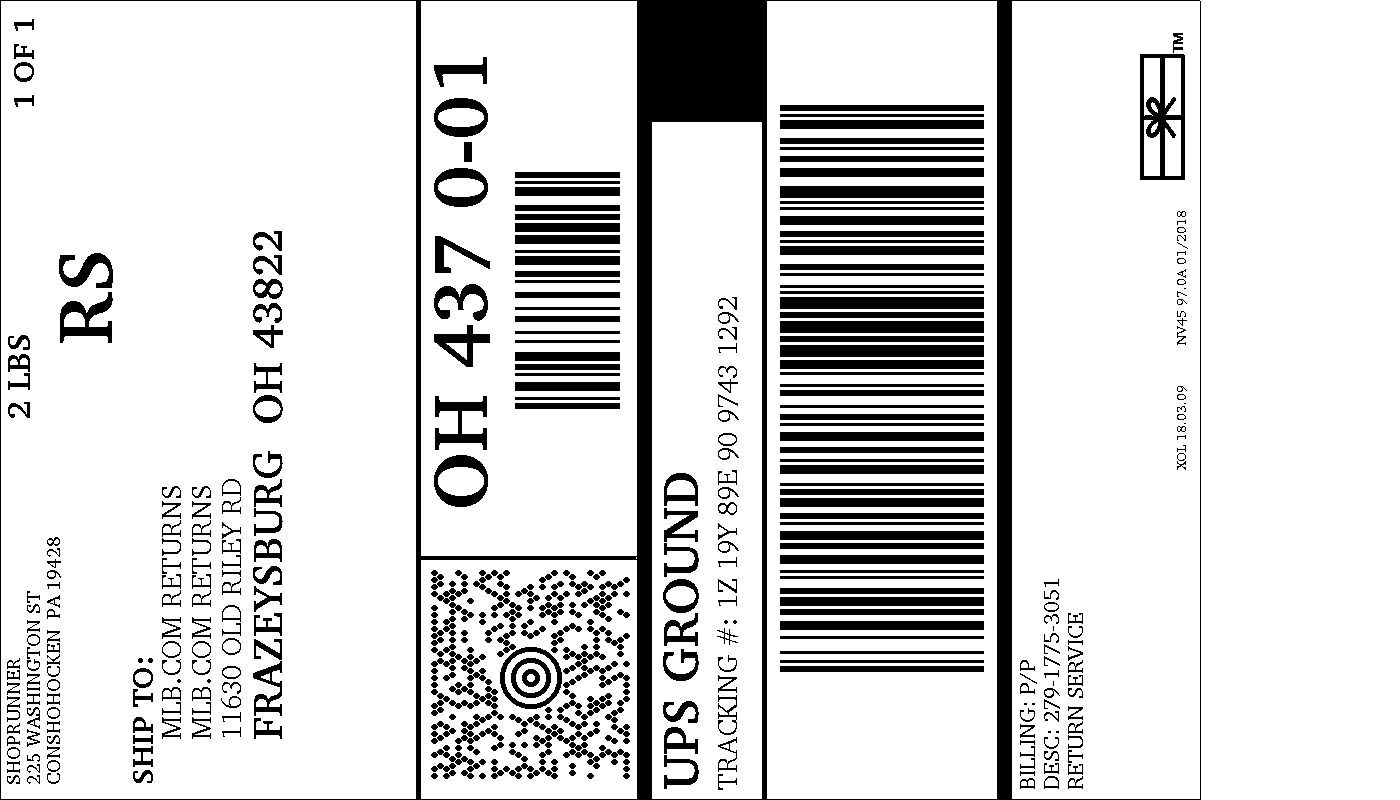 SHOPRUNNER
225 WASHINGTON ST
CONSHOHOCKEN PA 19428
2 LBS
1 OF 1
RS
SHIP TO:
MLB.COM RETURNS
MLB.COM RETURNS
11630 OLD RILEY RD
FRAZEYSBURG OH 43822
OH 437 0-01
UPS GROUND
TRACKING #: 1Z 19Y 89E 90 9743 1292
BILLING: P/P
DESC: 279-1775-3051
RETURN SERVICE
XOL 18.03.09 NV45 97.0A 01/2018
TM